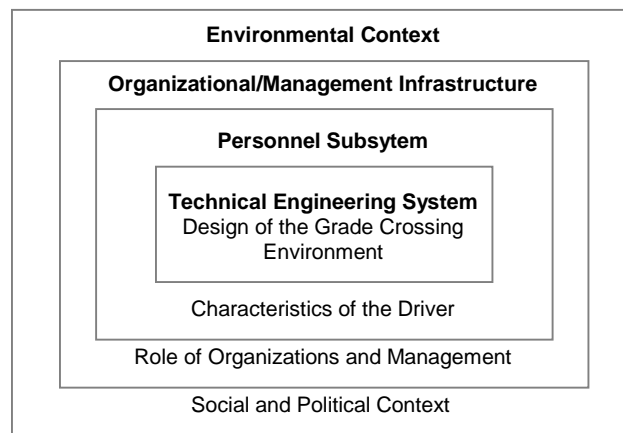 Environmental Context
Organizational/Management Infrastructure
Personnel Subsytem
Technical Engineering System
Design of the Grade Crossing
Environment
Characteristics of the Driver
Role of Organizations and Management
Social and Political Context